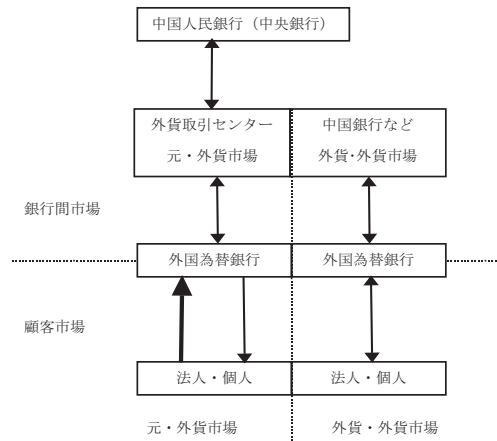 中国人民銀行（中央銀行）
外貨取引センター
元・外貨市場
中国銀行など
外貨･外貨市場
銀行間市場
外国為替銀行
外国為替銀行
顧客市場
法人・個人
法人・個人
元・外貨市場
外貨・外貨市場